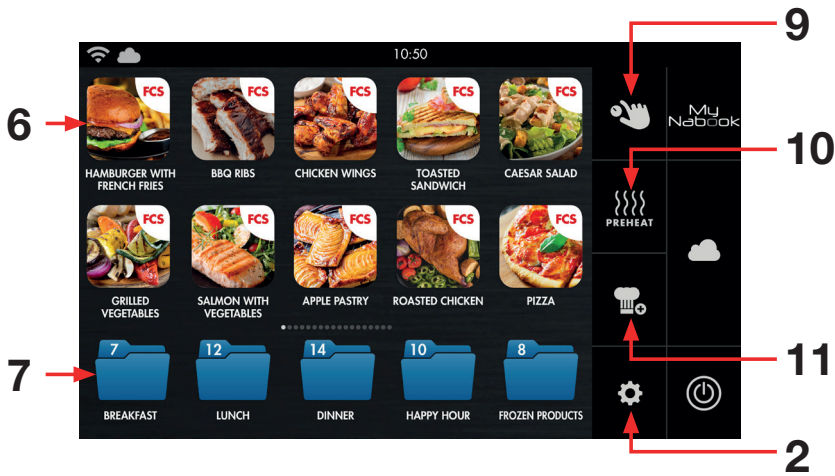 9
10:50
6
FCS
FCS
FCS
FCS
FCS
My
Nabook
10
HAMBURGER WITH
FRENCH FRIES
BBQ RIBS
CHICKEN WINGS
TOASTED
SANDWICH
CAESAR SALAD
PREHEAT
FCS
FCS
FCS
FCS
FCS
GRILLED
VEGETABLES
SALMON WITH
VEGETABLES
APPLE PASTRY
ROASTED CHICKEN
PIZZA
11
7
7
12
14
10
8
BREAKFAST
LUNCH
DINNER
HAPPY HOUR
FROZEN PRODUCTS
2